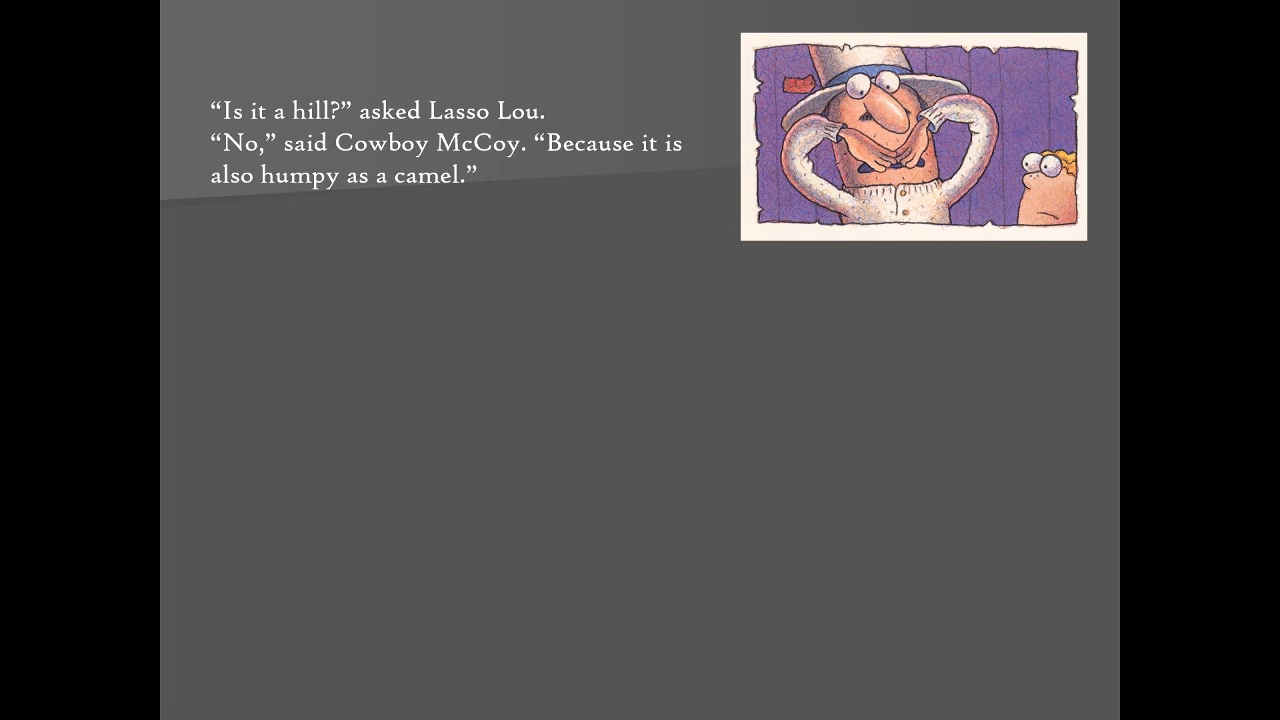 “Is it a hill?” asked Lasso Lou.
“No,” said Cowboy McCoy. “Because it is
also humpy as a camel.”